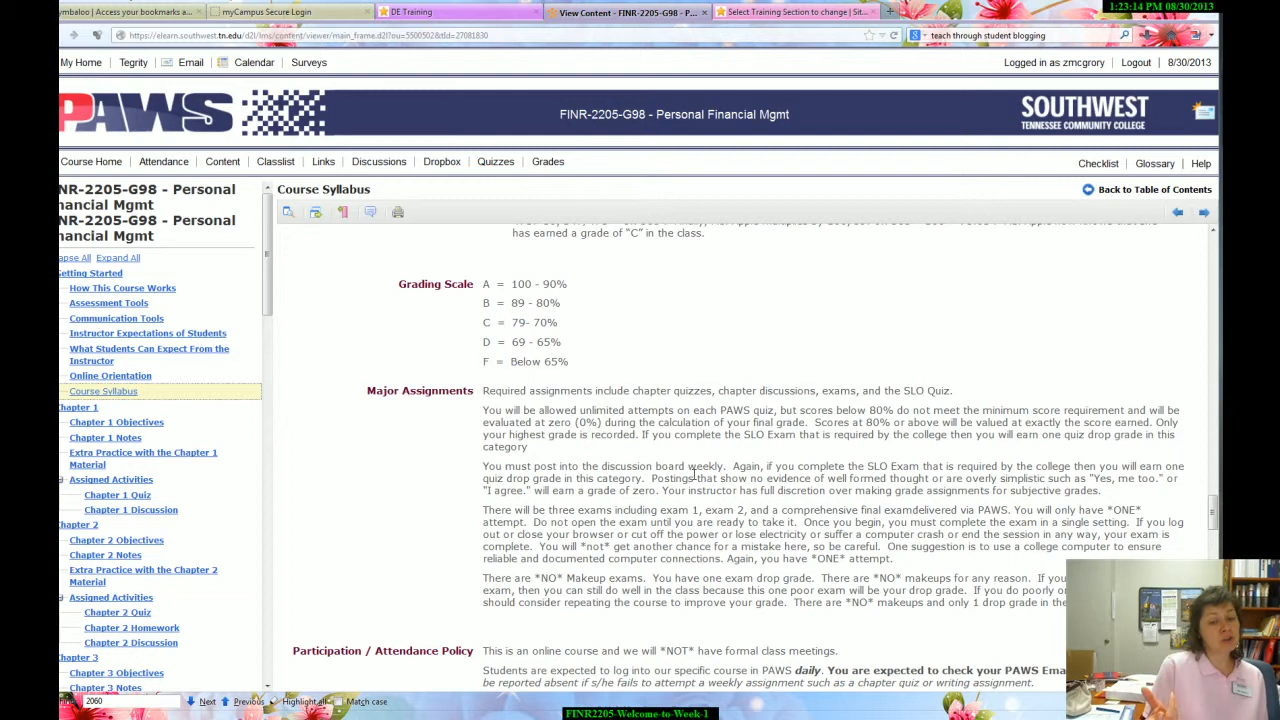 1:23:14 PM 08/30/2013
ymbaloo | Access your bookmarks a...
myCampus Secure Login
DE Training
View Content - FINR-2205-G98 - P...
Select Training Section to change | Sit...
https://elearn.southwest.tn.edu/d2l/lms/content/viewer/main_frame.d2l?ou=5500502&tId=27081830
teach through student blogging
My Home Tegrity Email Calendar Surveys
Logged in as zmcgrory Logout 8/30/2013
PAWS
FINR-2205-G98 - Personal Financial Mgmt
SOUTHWEST
TENNESSEE COMMUNITY COLLEGE
Course Home Attendance Content Classlist Links Discussions Dropbox Quizzes Grades
Checklist Glossary Help
NR-2205-G98 - Personal
nancial Mgmt
NR-2205-G98 - Personal
nancial Mgmt
apse All Expand All
Getting Started
How This Course Works
Assessment Tools
Communication Tools
Instructor Expectations of Students
What Students Can Expect From the
Instructor
Online Orientation
Course Syllabus
Chapter 1
Chapter 1 Objectives
Chapter 1 Notes
Extra Practice with the Chapter 1
Material
Assigned Activities
Chapter 1 Quiz
Chapter 1 Discussion
Chapter 2
Chapter 2 Objectives
Chapter 2 Notes
Extra Practice with the Chapter 2
Material
Assigned Activities
Chapter 2 Quiz
Chapter 2 Homework
Chapter 2 Discussion
Chapter 3
Chapter 3 Objectives
Chapter 3 Notes
Course Syllabus
Back to Table of Contents
has earned a grade of "C" in the class.
Grading Scale
A = 100 - 90%
B = 89 - 80%
C = 79- 70%
D = 69 - 65%
F = Below 65%
Major Assignments
Required assignments include chapter quizzes, chapter discussions, exams, and the SLO Quiz.
You will be allowed unlimited attempts on each PAWS quiz, but scores below 80% do not meet the minimum score requirement and will be
evaluated at zero (0%) during the calculation of your final grade. Scores at 80% or above will be valued at exactly the score earned. Only
your highest grade is recorded. If you complete the SLO Exam that is required by the college then you will earn one quiz drop grade in this
category
You must post into the discussion board weekly. Again, if you complete the SLO Exam that is required by the college then you will earn one
quiz drop grade in this category. Postings that show no evidence of well formed thought or are overly simplistic such as "Yes, me too." or
"I agree." will earn a grade of zero. Your instructor has full discretion over making grade assignments for subjective grades.
There will be three exams including exam 1, exam 2, and a comprehensive final examdelivered via PAWS. You will only have *ONE*
attempt. Do not open the exam until you are ready to take it. Once you begin, you must complete the exam in a single setting. If you log
out or close your browser or cut off the power or lose electricity or suffer a computer crash or end the session in any way, your exam is
complete. You will *not* get another chance for a mistake here, so be careful. One suggestion is to use a college computer to ensure
reliable and documented computer connections. Again, you have *ONE* attempt.
There are *NO* Makeup exams. You have one exam drop grade. There are *NO* makeups for any reason. If you
exam, then you can still do well in the class because this one poor exam will be your drop grade. If you do poorly o
should consider repeating the course to improve your grade. There are *NO* makeups and only 1 drop grade in the
Participation / Attendance Policy
This is an online course and we will *NOT* have formal class meetings.
Students are expected to log into our specific course in PAWS daily. You are expected to check your PAWS Ema
be reported absent if s/he fails to attempt a weekly assignment such as a chapter quiz or writing assignment.
2060 Next Previous Highlight all Match case
FINR2205-Welcome-to-Week-1